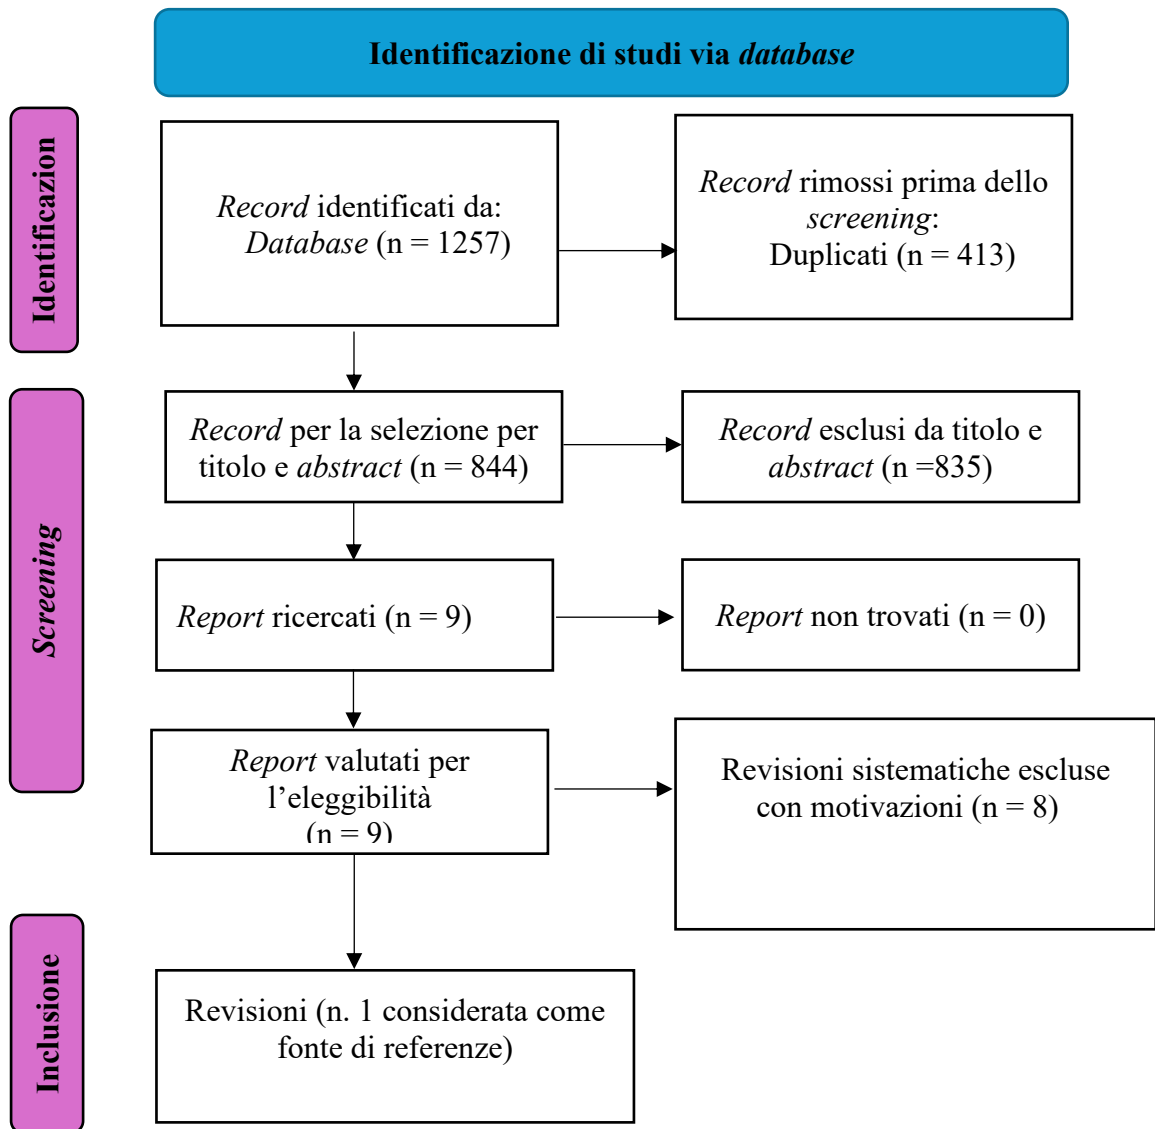 Identificazione di studi via database
Identificazion
Record identificati da:
Database (n = 1257)
Record rimossi prima dello
screening:
Duplicati (n = 413)
Screening
Record per la selezione per
titolo e abstract (n = 844)
Record esclusi da titolo e
abstract (n =835)
Report ricercati (n = 9)
Report non trovati (n = 0)
Report valutati per
l’eleggibilità
(n = 9)
Revisioni sistematiche escluse
con motivazioni (n = 8)
Inclusione
Revisioni (n. 1 considerata come
fonte di referenze)